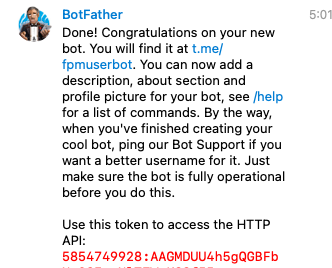 BotFather
5:01
Done! Congratulations on your new
bot. You will find it at t.me/
fpmuserbot. You can now add a
description, about section and
profile picture for your bot, see /help
for a list of commands. By the way,
when you've finished creating your
cool bot, ping our Bot Support if you
want a better username for it. Just
make sure the bot is fully operational
before you do this.
Use this token to access the HTTP
API:
5854749928:AAGMDUU4h5gQGBFb